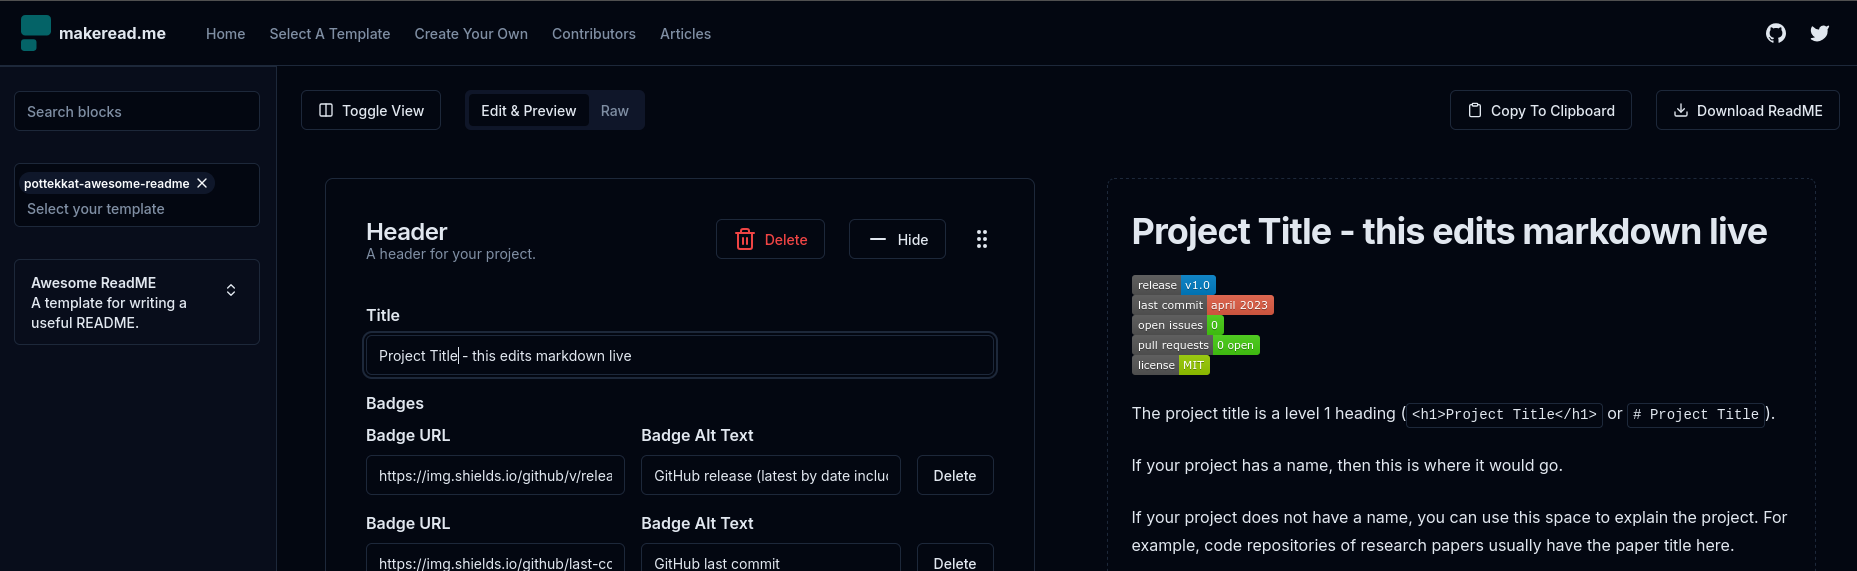 makeread.me
Home Select A Template Create Your Own Contributors Articles
Search blocks
pottekkat-awesome-readme
Select your template
Awesome ReadME
A template for writing a
useful README.
Toggle View
Edit & Preview Raw
Copy To Clipboard
Download ReadME
Header
A header for your project.
Delete
Hide
Title
Project Title - this edits markdown live
Badges
Badge URL Badge Alt Text
https://img.shields.io/github/v/relea GitHub release (latest by date inclu Delete
Badge URL Badge Alt Text
https://img.shields.io/github/last-cc GitHub last commit Delete
Project Title - this edits markdown live
release v1.0
last commit april 2023
open issues 0
pull requests 0 open
license MIT
The project title is a level 1 heading (<h1>Project Title</h1> or # Project Title).
If your project has a name, then this is where it would go.
If your project does not have a name, you can use this space to explain the project. For
example, code repositories of research papers usually have the paper title here.